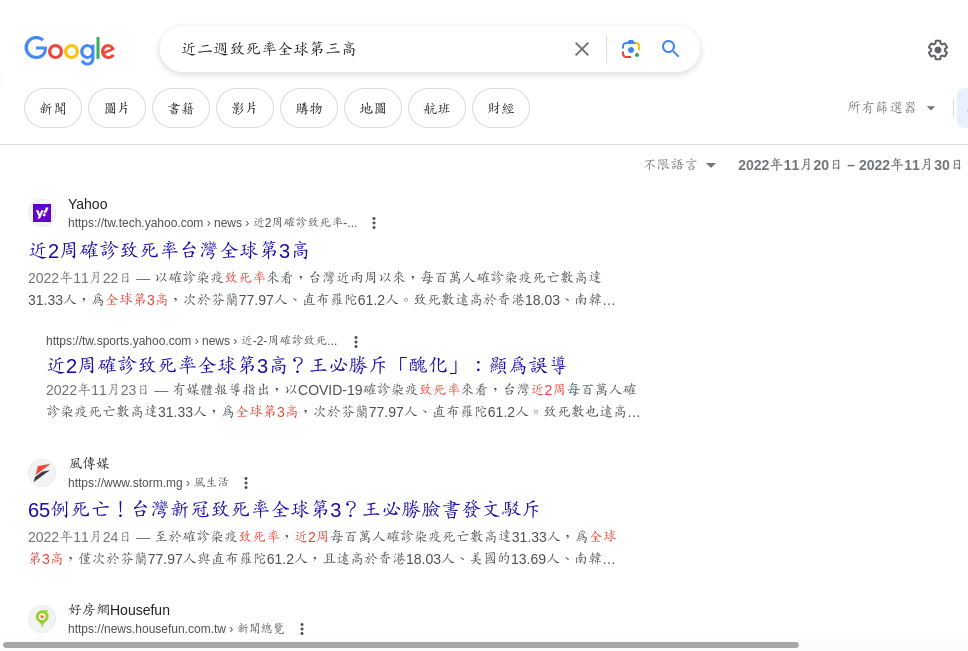 Google
近二週致死率全球第三高
新聞
圖片
書籍
影片
購物
地圖
航班
財經
所有篩選器
不限語言
2022年11月20日 – 2022年11月30日
y!
Yahoo
https://tw.tech.yahoo.com › news › 近2周確診致死率-...
近2周確診致死率台灣全球第3高
2022年11月22日 — 以確診染疫致死率來看，台灣近兩周以來，每百萬人確診染疫死亡數高達
31.33人，為全球第3高，次於芬蘭77.97人、直布羅陀61.2人。致死數遠高於香港18.03、南韓…
https://tw.sports.yahoo.com › news › 近-2-周確診致死...
近2周確診致死率全球第3高？王必勝斥「醜化」：顯為誤導
2022年11月23日 — 有媒體報導指出，以COVID-19確診染疫致死率來看，台灣近2周每百萬人確
診染疫死亡數高達31.33人，為全球第3高，次於芬蘭77.97人、直布羅陀61.2人。致死數也遠高…
風傳媒
https://www.storm.mg › 風生活
65例死亡！台灣新冠致死率全球第3？王必勝臉書發文駁斥
2022年11月24日 — 至於確診染疫致死率，近2周每百萬人確診染疫死亡數高達31.33人，為全球
第3高，僅次於芬蘭77.97人與直布羅陀61.2人，且遠高於香港18.03人、美國的13.69人、南韓…
好房網Housefun
https://news.housefun.com.tw › 新聞總覽